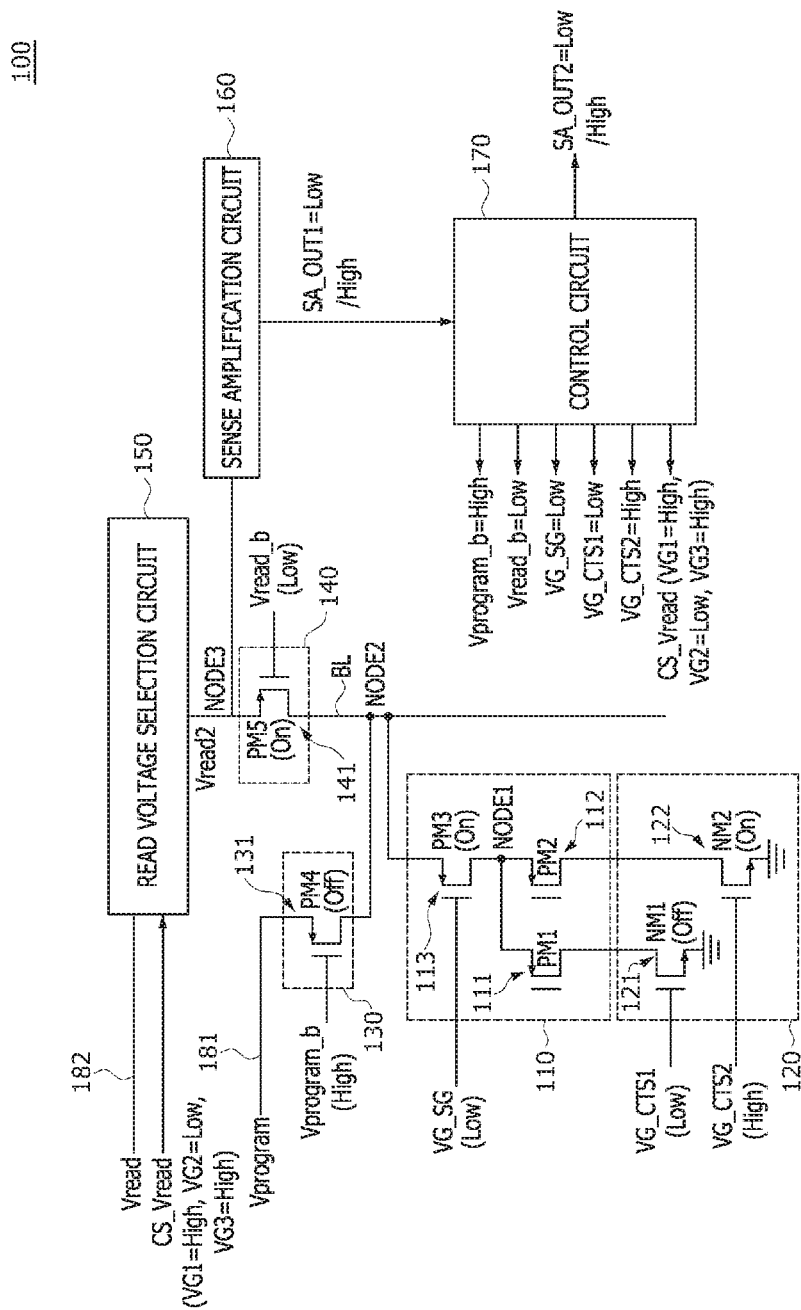 100
Vread
182
CS_Vread
(VG1=High, VG2=Low,
VG3=High)
READ VOLTAGE SELECTION CIRCUIT
150
Vread2
NODE3
SENSE AMPLIFICATION CIRCUIT
160
Vprogram
181
131
PM4
(Off)
Vprogram_b
(High)
130
PM5
(On)
141
Vread_b
(Low)
140
BL
NODE2
SA_OUT1=Low
/High
VG_SG
(Low)
113
PM3
(On)
NODE1
111
PM1
PM2
112
110
VG_CTS1
(Low)
121
NM1
(Off)
122
NM2
(On)
VG_CTS2
(High)
120
Vprogram_b=High
Vread_b=Low
VG_SG=Low
VG_CTS1=Low
VG_CTS2=High
CS_Vread (VG1=High,
VG2=Low, VG3=High)
CONTROL CIRCUIT
170
SA_OUT2=Low
/High